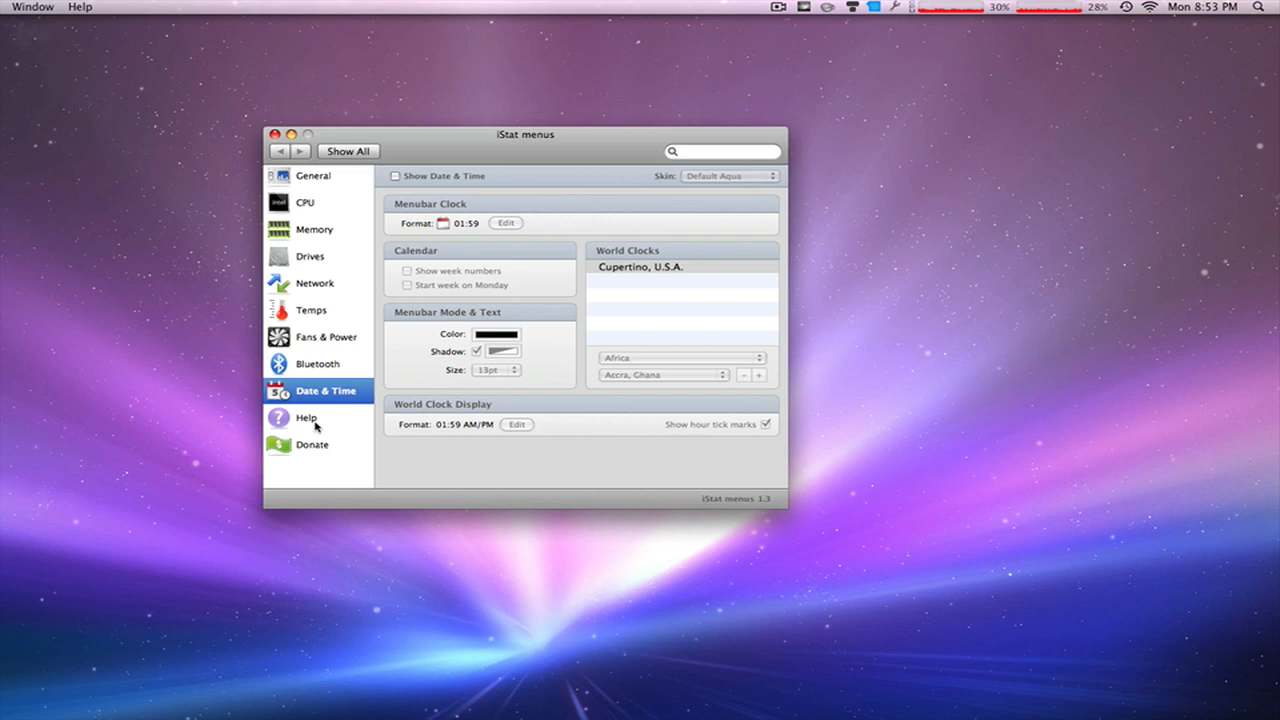 Window Help 30% 28% Mon 8:53 PM
iStat menus
Show All
General
CPU
Memory
Drives
Network
Temps
Fans & Power
Bluetooth
5 Date & Time
? Help
$ Donate
Show Date & Time Skin: Default Aqua
Menubar Clock
Format: 01:59 Edit
Calendar
Show week numbers
Start week on Monday
World Clocks
Cupertino, U.S.A.
Africa
Accra, Ghana - +
Menubar Mode & Text
Color:
Shadow:
Size: 13pt
World Clock Display
Format: 01:59 AM/PM Edit Show hour tick marks
iStat menus 1.3